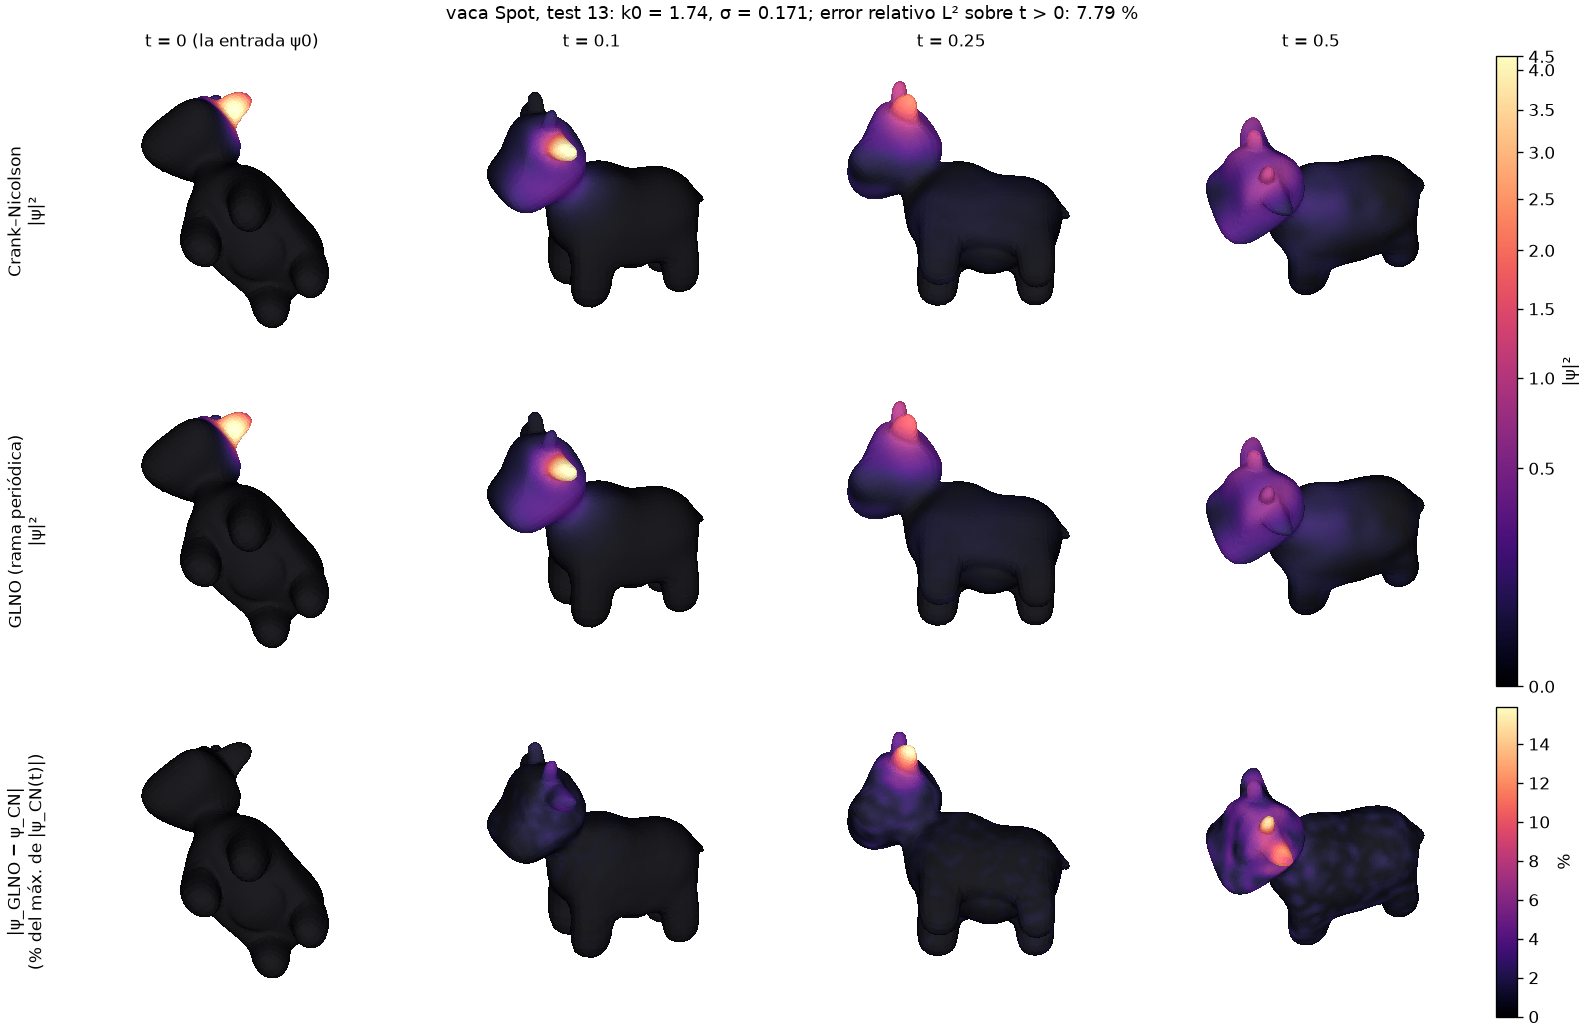 vaca Spot, test 13: k0 = 1.74, σ = 0.171; error relativo L² sobre t > 0: 7.79 %
t = 0 (la entrada ψ0)
t = 0.1
t = 0.25
t = 0.5
Crank–Nicolson
|ψ|²
4.5
4.0
3.5
3.0
2.5
2.0
1.5
1.0
0.5
0.0
|ψ|²
GLNO (rama periódica)
|ψ|²
|ψ_GLNO − ψ_CN|
(% del máx. de |ψ_CN(t)|)
14
12
10
8
6
4
2
0
%